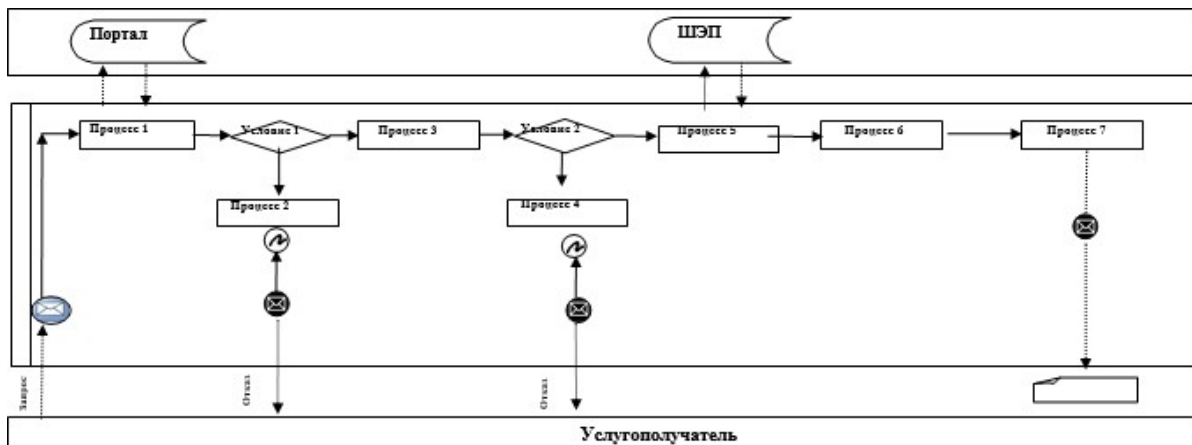 Портал
ШЭП
Процесс 1
Условие 1
Процесс 3
Условие 2
Процесс 5
Процесс 6
Процесс 7
Процесс 2
Процесс 4
Запрос
Отказ
Отказ
Услугополучатель